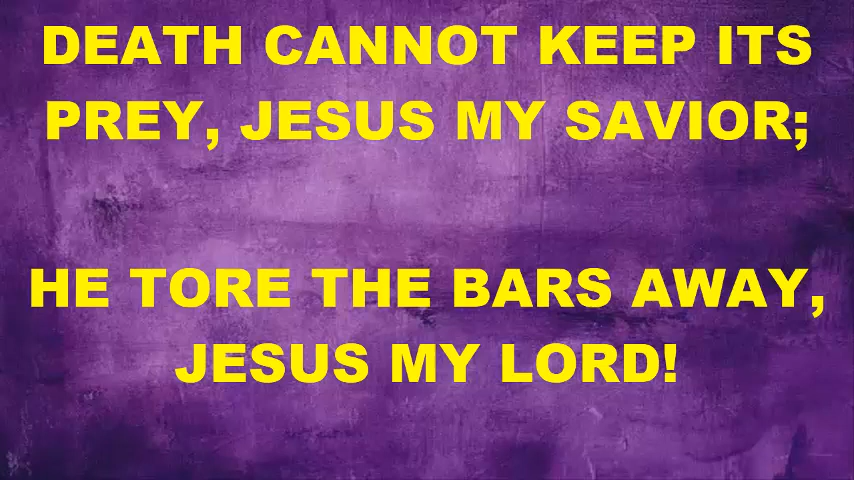 DEATH CANNOT KEEP ITS
PREY, JESUS MY SAVIOR;
HE TORE THE BARS AWAY,
JESUS MY LORD!